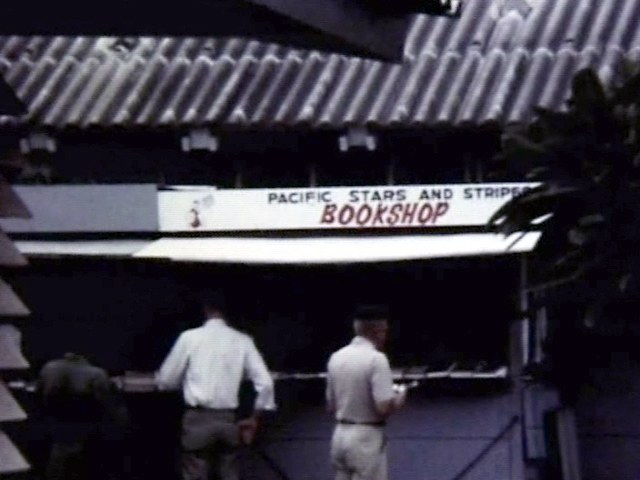 PACIFIC STARS AND STRIPES
BOOKSHOP